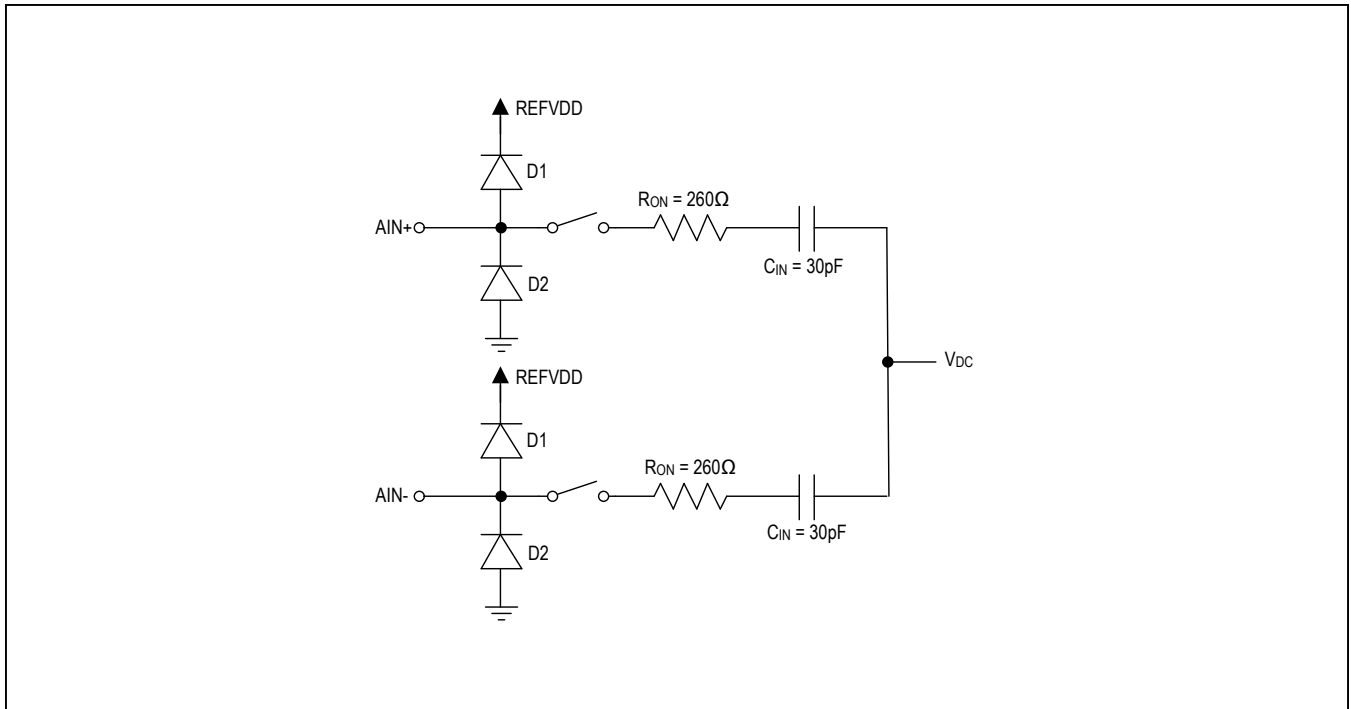 REFVDD
D1
RON = 260Ω
AIN+
CIN = 30pF
D2
VDC
REFVDD
D1
RON = 260Ω
AIN-
CIN = 30pF
D2